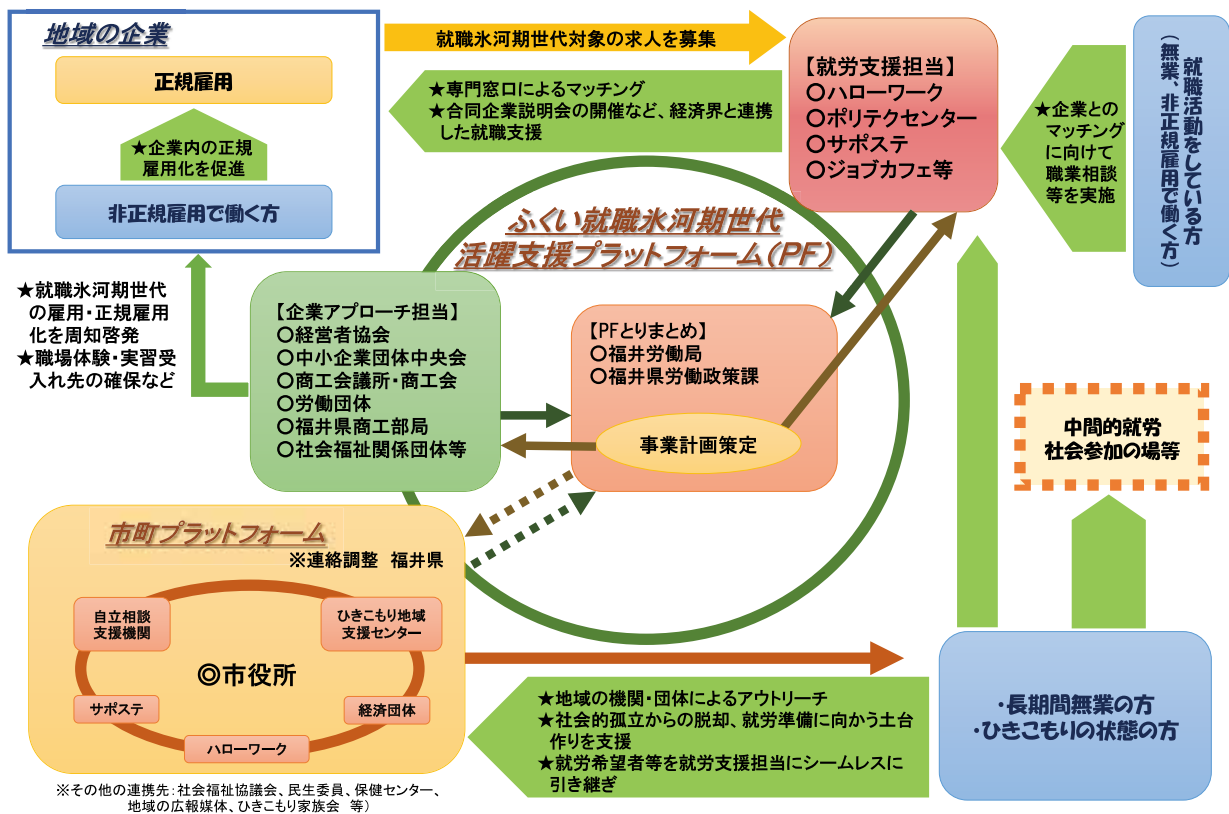 地域の企業
正規雇用
★企業内の正規
雇用化を促進
非正規雇用で働く方
就職氷河期世代対象の求人を募集
★専門窓口によるマッチング
★合同企業説明会の開催など、経済界と連携
した就職支援
【就労支援担当】
○ハローワーク
○ポリテクセンター
○サポステ
○ジョブカフェ等
★企業との
マッチング
に向けて
職業相談
等を実施
就職活動をしている方
（無業、非正規雇用で働く方）
ふくい就職氷河期世代
活躍支援プラットフォーム（PF）
★就職氷河期世代
の雇用・正規雇用
化を周知啓発
★職場体験・実習受
入れ先の確保など
【企業アプローチ担当】
○経営者協会
○中小企業団体中央会
○商工会議所・商工会
○労働団体
○福井県商工部局
○社会福祉関係団体等
【PFとりまとめ】
○福井労働局
○福井県労働政策課
事業計画策定
中間的就労
社会参加の場等
市町プラットフォーム
※連絡調整　福井県
自立相談
支援機関
ひきこもり地域
支援センター
◎市役所
サポステ
経済団体
ハローワーク
※その他の連携先：社会福祉協議会、民生委員、保健センター、
地域の広報媒体、ひきこもり家族会　等）
★地域の機関・団体によるアウトリーチ
★社会的孤立からの脱却、就労準備に向かう土台
作りを支援
★就労希望者等を就労支援担当にシームレスに
引き継ぎ
・長期間無業の方
・ひきこもりの状態の方